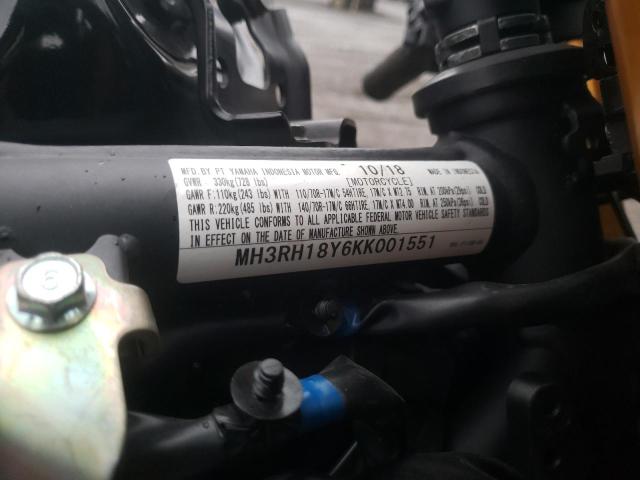 MFD.BY PT YAMAHA INDONESIA MOTOR MFG. 10/18 MADE IN INDONESIA
GVWR 330kg(728 lbs) [MOTORCYCLE]
GAWR F:110kg(243 lbs)WITH 110/70R-17M/C 54HTIRE, 17M/C X MT2.75 RIM, AT 200kPa(29psi) COLD
GAWR R:220kg(485 lbs)WITH 140/70R-17M/C 66HTIRE, 17M/C X MT4.00 RIM, AT 250kPa(36psi) COLD
THIS VEHICLE CONFORMS TO ALL APPLICABLE FEDERAL MOTOR VEHICLE SAFETY STANDARDS
IN EFFECT ON THE DATE OF MANUFACTURE SHOWN ABOVE.
MH3RH18Y6KK001551
6